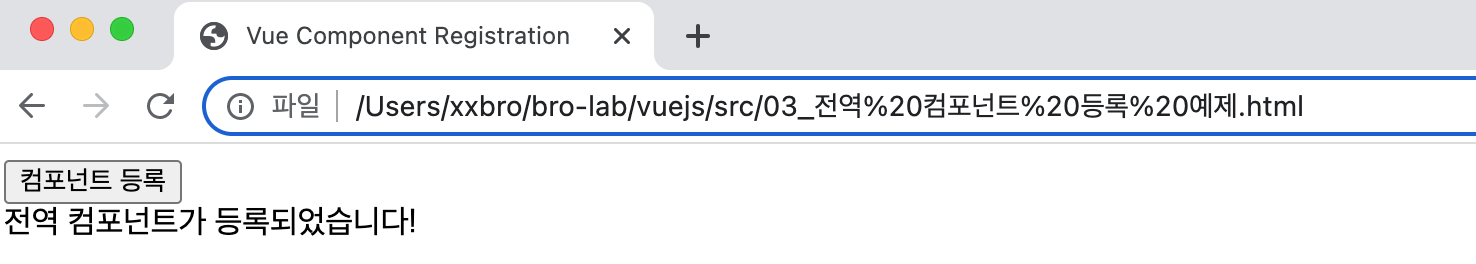 Vue Component Registration
파일 /Users/xxbro/bro-lab/vuejs/src/03_전역%20컴포넌트%20등록%20예제.html
컴포넌트 등록
전역 컴포넌트가 등록되었습니다!